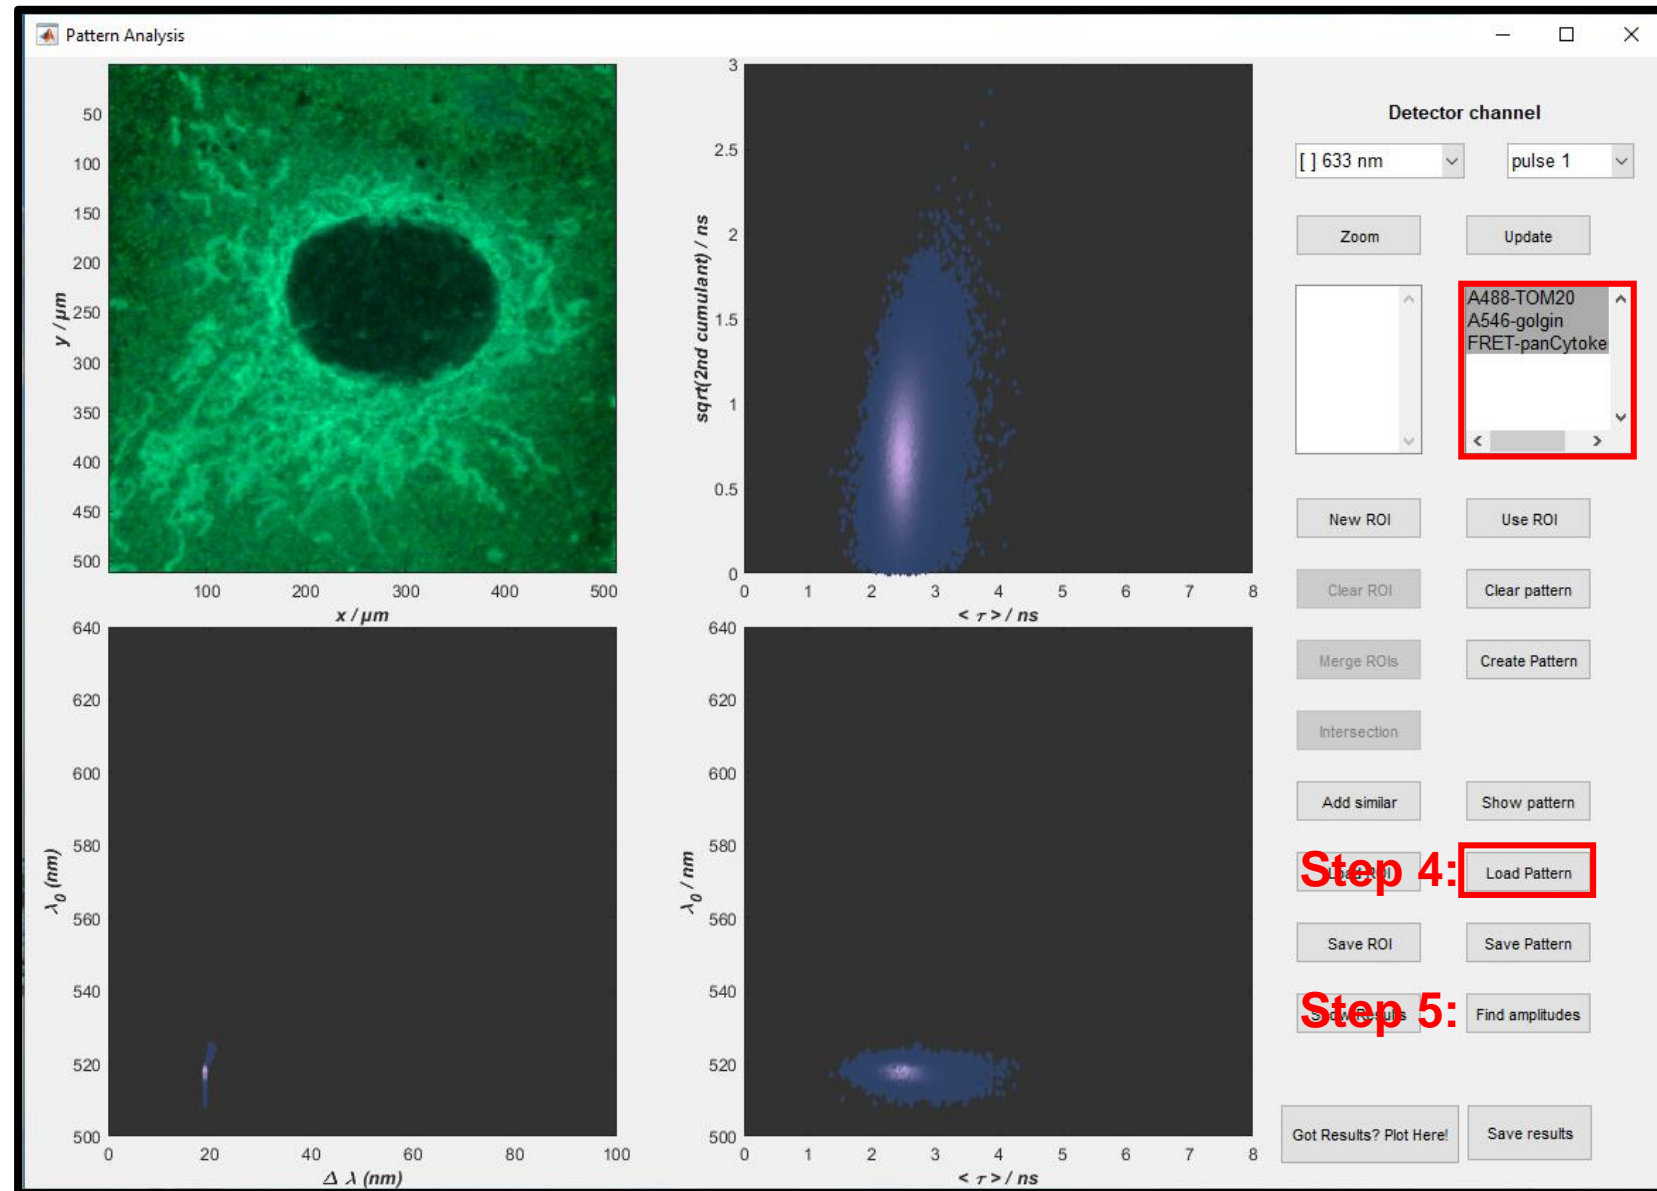 Pattern Analysis
50
100
150
200
250
300
350
400
450
500
y / µm
100
200
300
400
500
x / µm
3
2.5
2
1.5
1
0.5
0
sqrt(2nd cumulant) / ns
0
1
2
3
4
5
6
7
8
< τ > / ns
640
620
600
580
560
540
520
500
λ0 (nm)
0
20
40
60
80
100
Δ λ (nm)
640
620
600
580
560
540
520
500
λ0 / nm
0
1
2
3
4
5
6
7
8
< τ > / ns
Detector channel
[ ] 633 nm
pulse 1
Zoom
Update
A488-TOM20
A546-golgin
FRET-panCytoke
New ROI
Use ROI
Clear ROI
Clear pattern
Merge ROIs
Create Pattern
Intersection
Add similar
Show pattern
Load ROI
Step 4:
Load Pattern
Save ROI
Save Pattern
Show Results
Step 5:
Find amplitudes
Got Results? Plot Here!
Save results